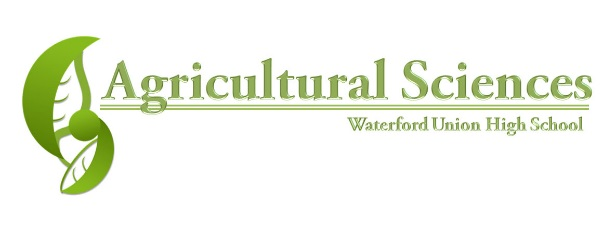 Agricultural Sciences
Waterford Union High School